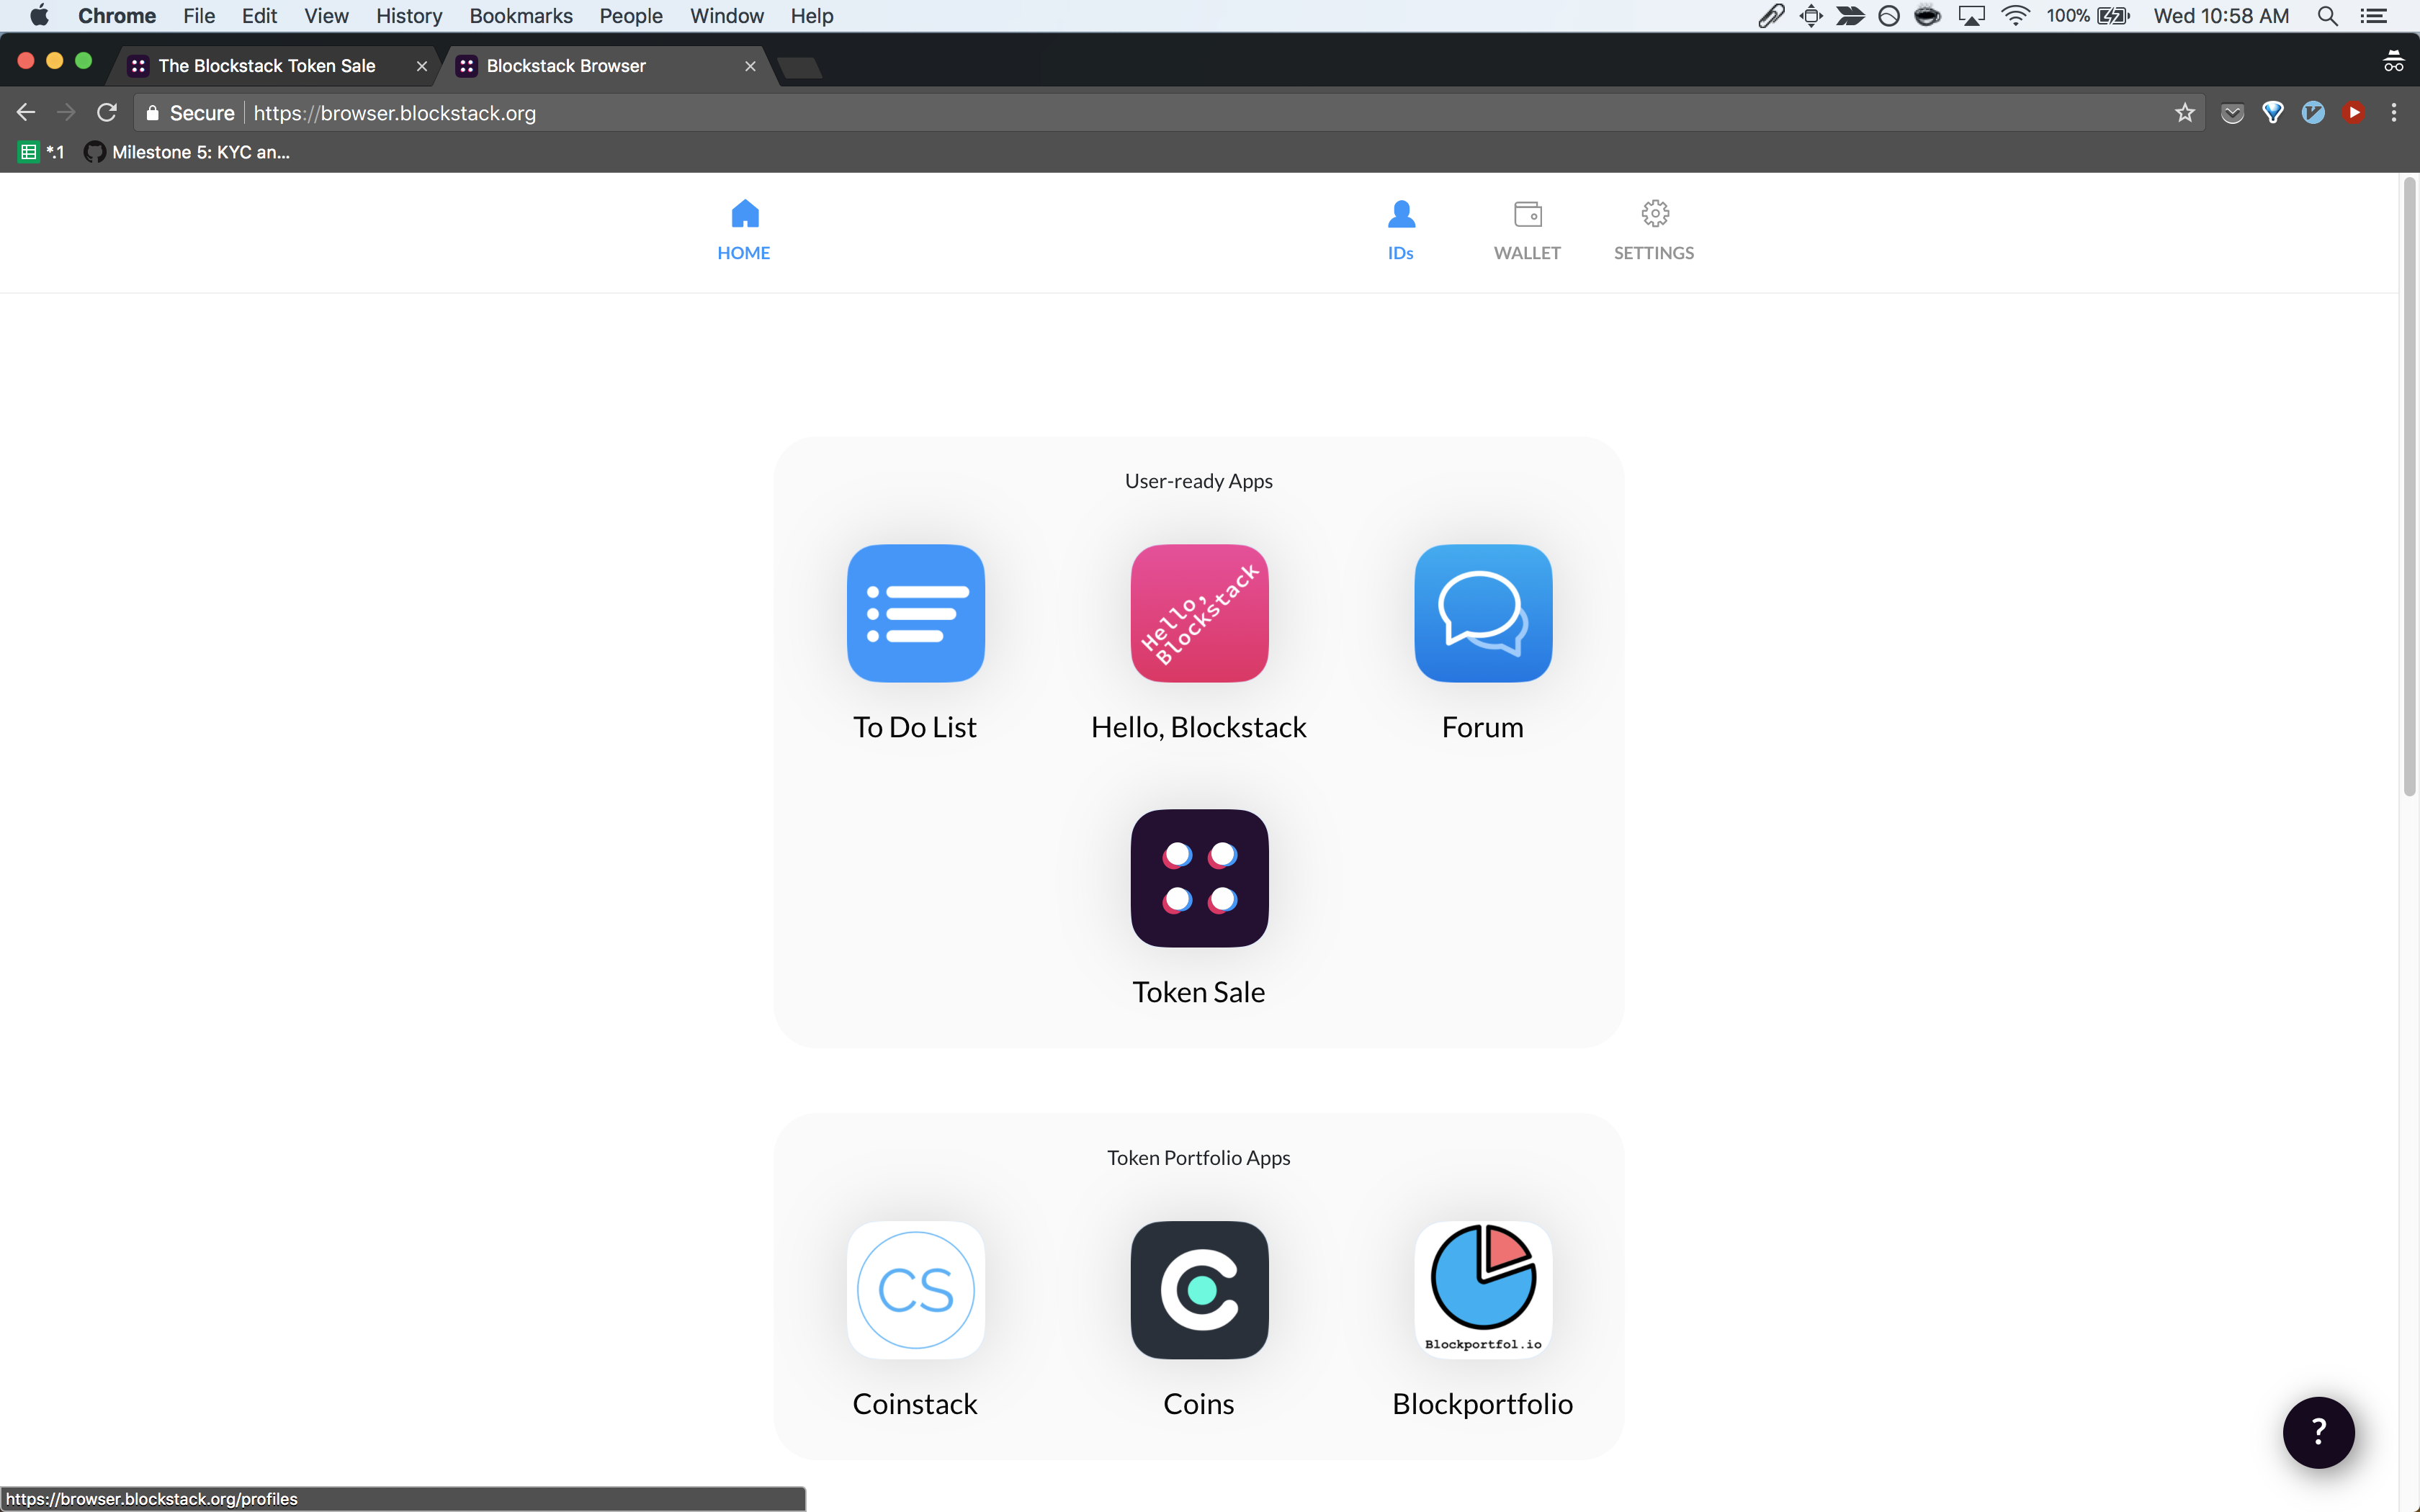 Chrome File Edit View History Bookmarks People Window Help 100% Wed 10:58 AM
The Blockstack Token Sale Blockstack Browser
Secure https://browser.blockstack.org
*.1 Milestone 5: KYC an...
HOME IDs WALLET SETTINGS
User-ready Apps
Hello,
Blockstack
To Do List Hello, Blockstack Forum
Token Sale
Token Portfolio Apps
CS
Blockportfol.io
Coinstack Coins Blockportfolio
?
https://browser.blockstack.org/profiles